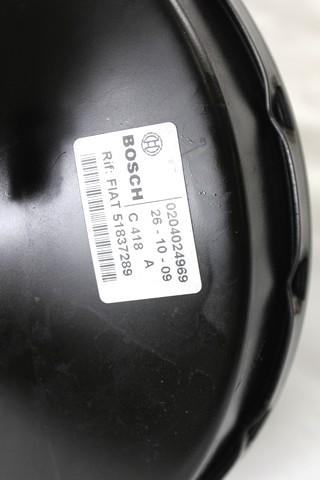 BOSCH
0204024969
26 - 10 - 09
C 418 A
Rif: FIAT 51837289